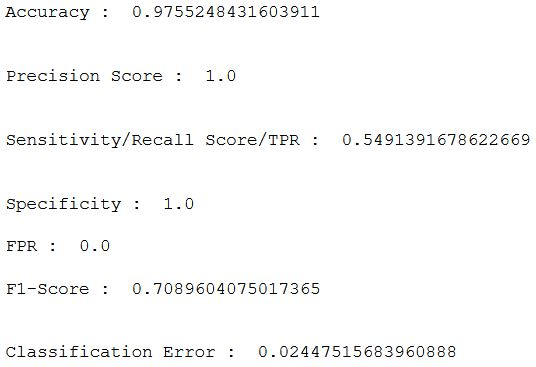 Accuracy :  0.9755248431603911
Precision Score :  1.0
Sensitivity/Recall Score/TPR :  0.5491391678622669
Specificity :  1.0
FPR :  0.0
F1-Score :  0.7089604075017365
Classification Error :  0.02447515683960888